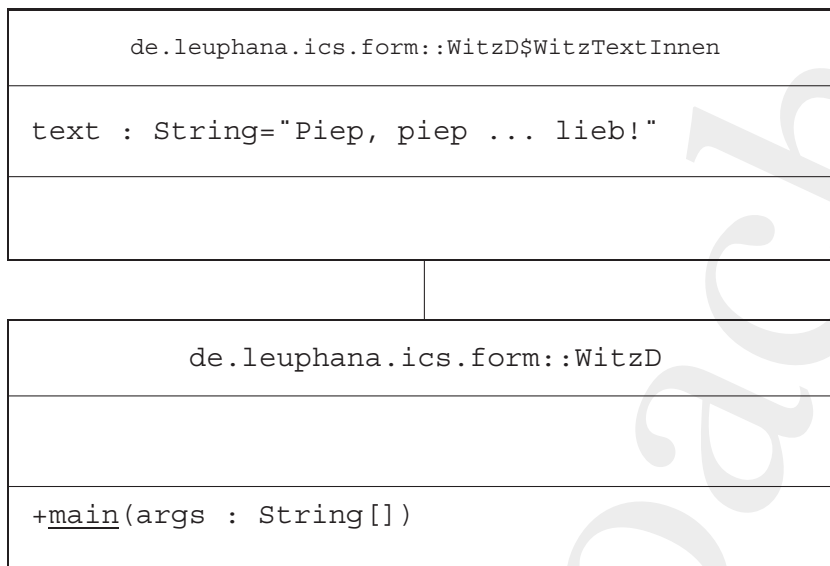 de.leuphana.ics.form::WitzD$WitzTextInnen
text : String="Piep, piep ... lieb!"
de.leuphana.ics.form::WitzD
+main(args : String[])